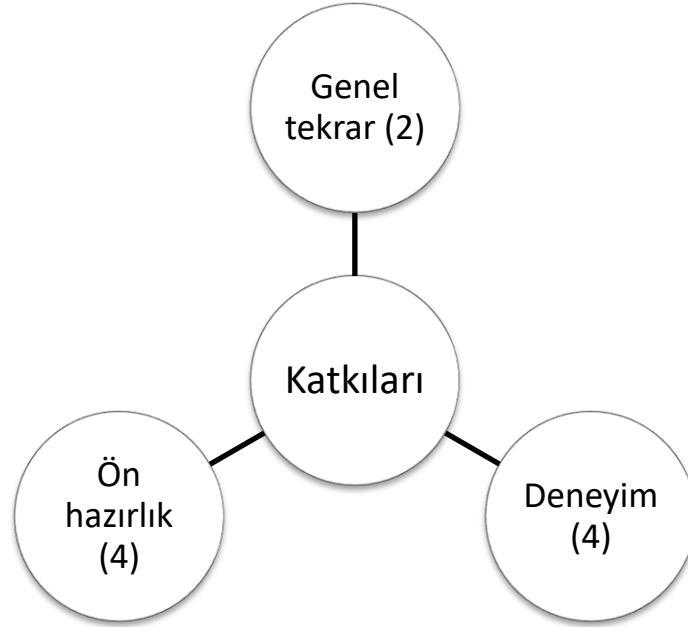 Genel
tekrar (2)
Katkıları
Ön
hazırlık
(4)
Deneyim
(4)